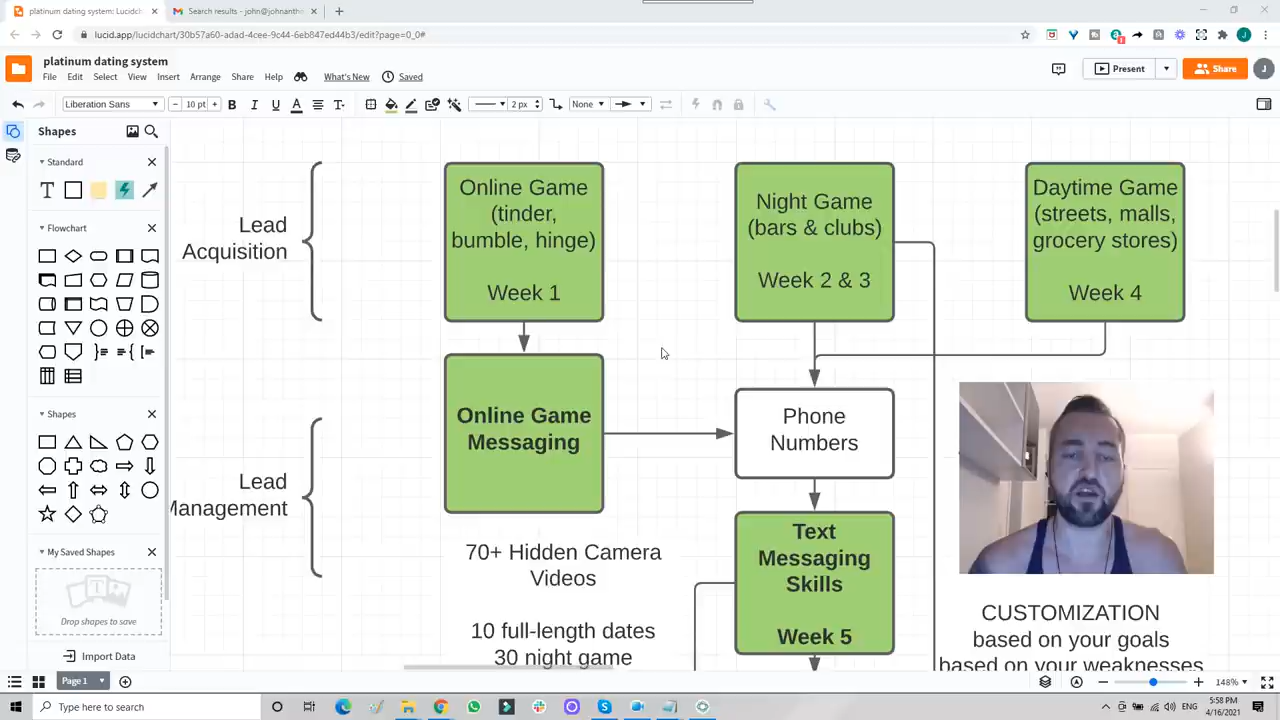 platinum dating system: Lucidch
Search results - john@johnanth
lucid.app/lucidchart/30b57a60-adad-4cee-9c44-6eb847ed44b3/edit?page=0_0#
platinum dating system
File Edit Select View Insert Arrange Share Help What's New Saved
Present
Share
J
Liberation Sans
10 pt
2 px
None
Shapes
Standard
Flowchart
Shapes
My Saved Shapes
Drop shapes to save
Import Data
Lead
Acquisition
Online Game
(tinder,
bumble, hinge)
Week 1
Night Game
(bars & clubs)
Week 2 & 3
Daytime Game
(streets, malls,
grocery stores)
Week 4
Lead
Management
Online Game
Messaging
Phone
Numbers
Text
Messaging
Skills
Week 5
70+ Hidden Camera
Videos
10 full-length dates
30 night game
CUSTOMIZATION
based on your goals
based on your weaknesses
Page 1
148%
Type here to search
ENG
5:58 PM
4/16/2021